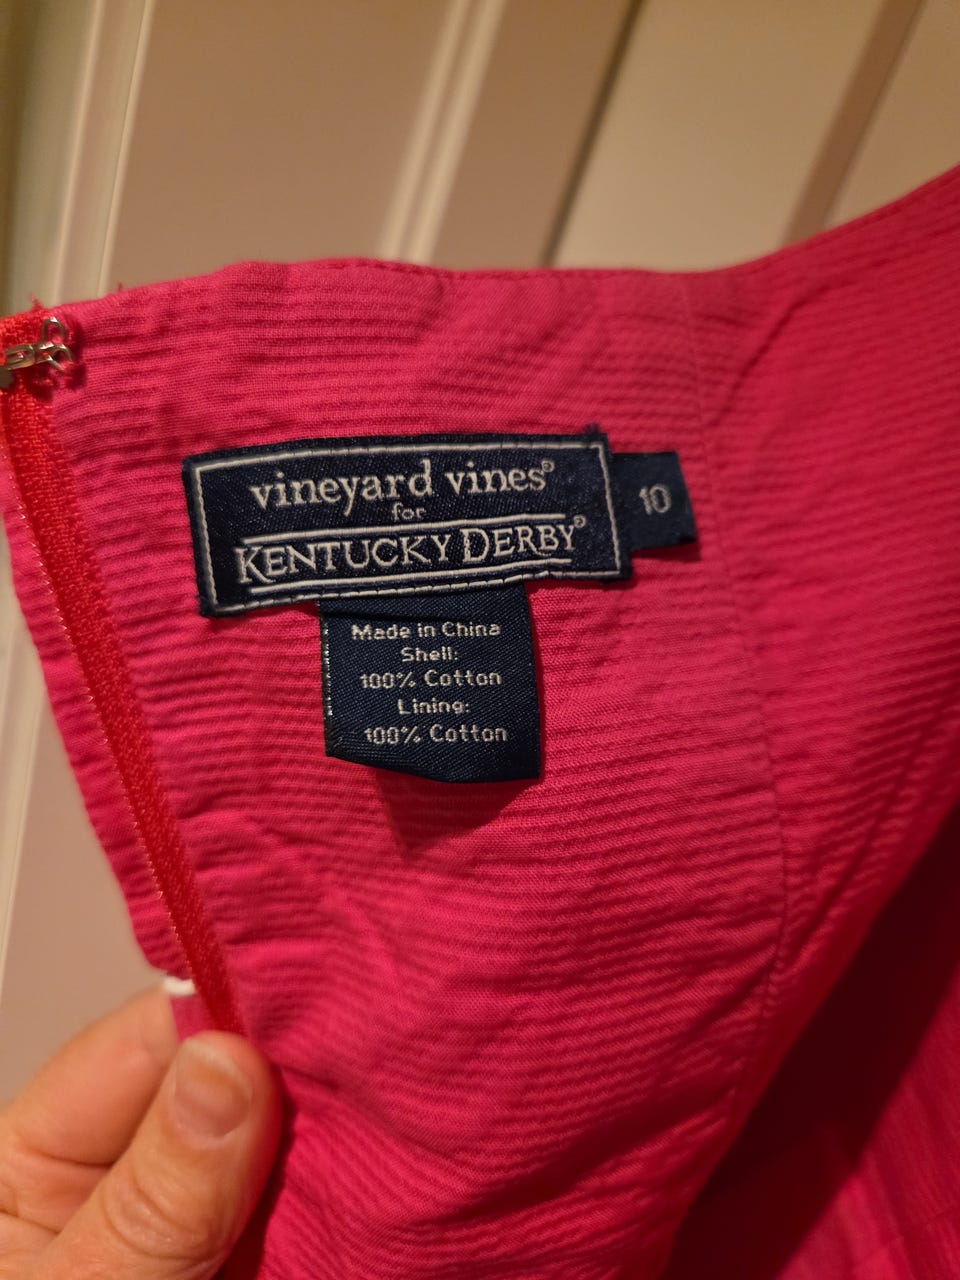 vineyard vines®
for
KENTUCKY DERBY®
10
Made in China
Shell:
100% Cotton
Lining:
100% Cotton